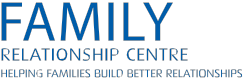 FAMILY
RELATIONSHIP CENTRE
HELPING FAMILIES BUILD BETTER RELATIONSHIPS